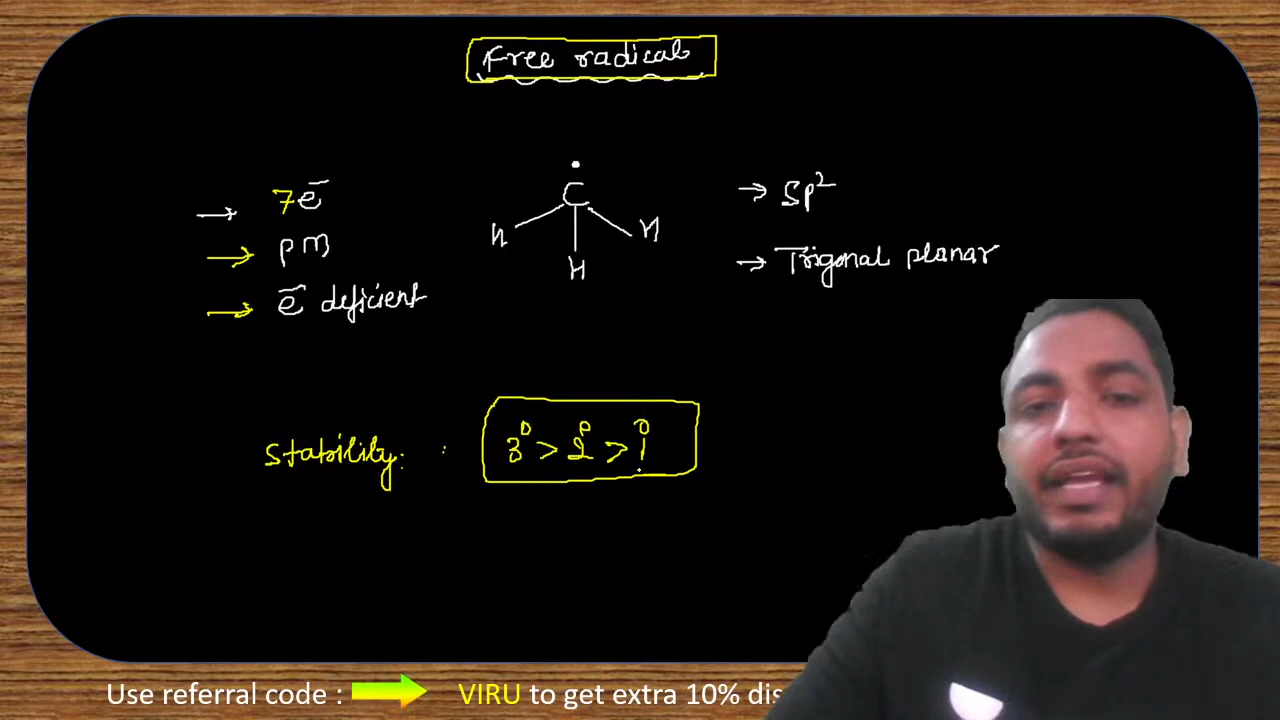 Free radical
→ 7e̅
→ pm
→ e̅ deficient
•
C
H H H
→ Sp²
→ Trigonal planar
Stability: 3° > 2° > 1°
Use referral code : VIRU to get extra 10% dis